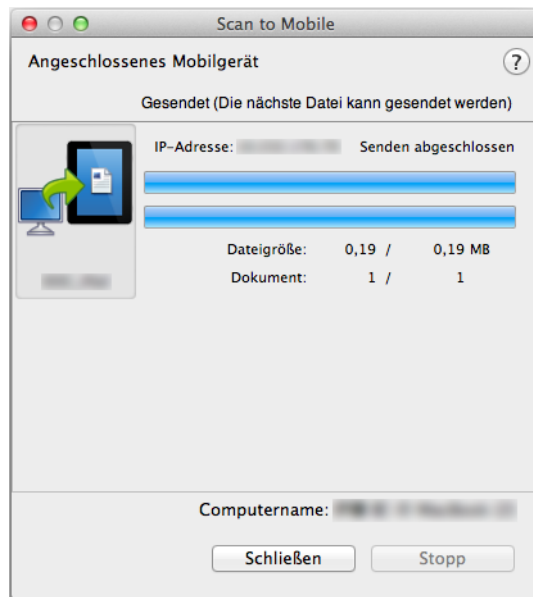 Scan to Mobile
Angeschlossenes Mobilgerät
?
Gesendet (Die nächste Datei kann gesendet werden)
IP-Adresse: Senden abgeschlossen
Dateigröße: 0,19 / 0,19 MB
Dokument: 1 / 1
Computername:
Schließen Stopp